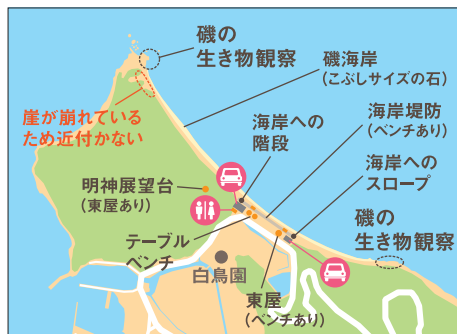 磯の
生き物観察
磯海岸
(こぶしサイズの石)
崖が崩れている
ため近付かない
海岸への
階段
海岸堤防
(ベンチあり)
海岸への
スロープ
明神展望台
(東屋あり)
磯の
生き物観察
テーブル
ベンチ
白鳥園
東屋
(ベンチあり)